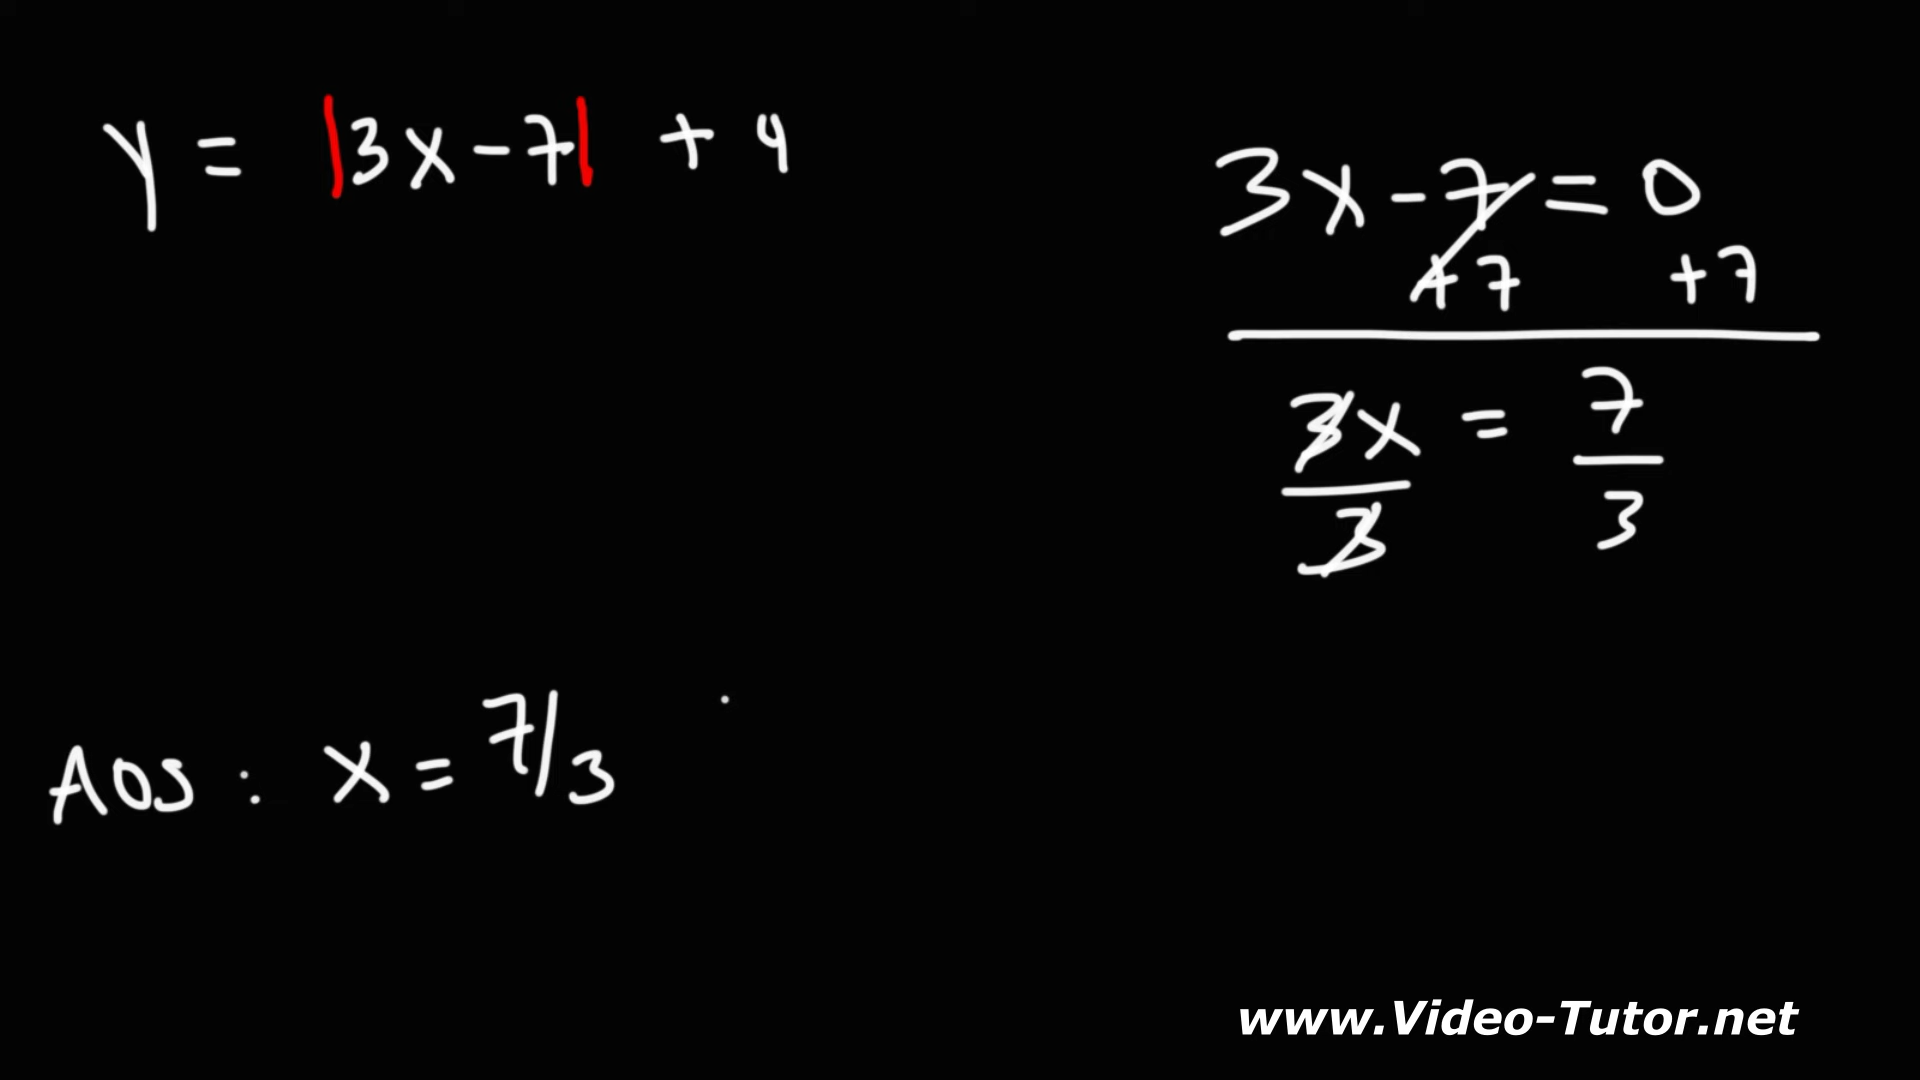 y = |3x-7| + 4
3x-7=0
+7 +7
3x = 7
3 3
AOS : x = 7/3
www.Video-Tutor.net